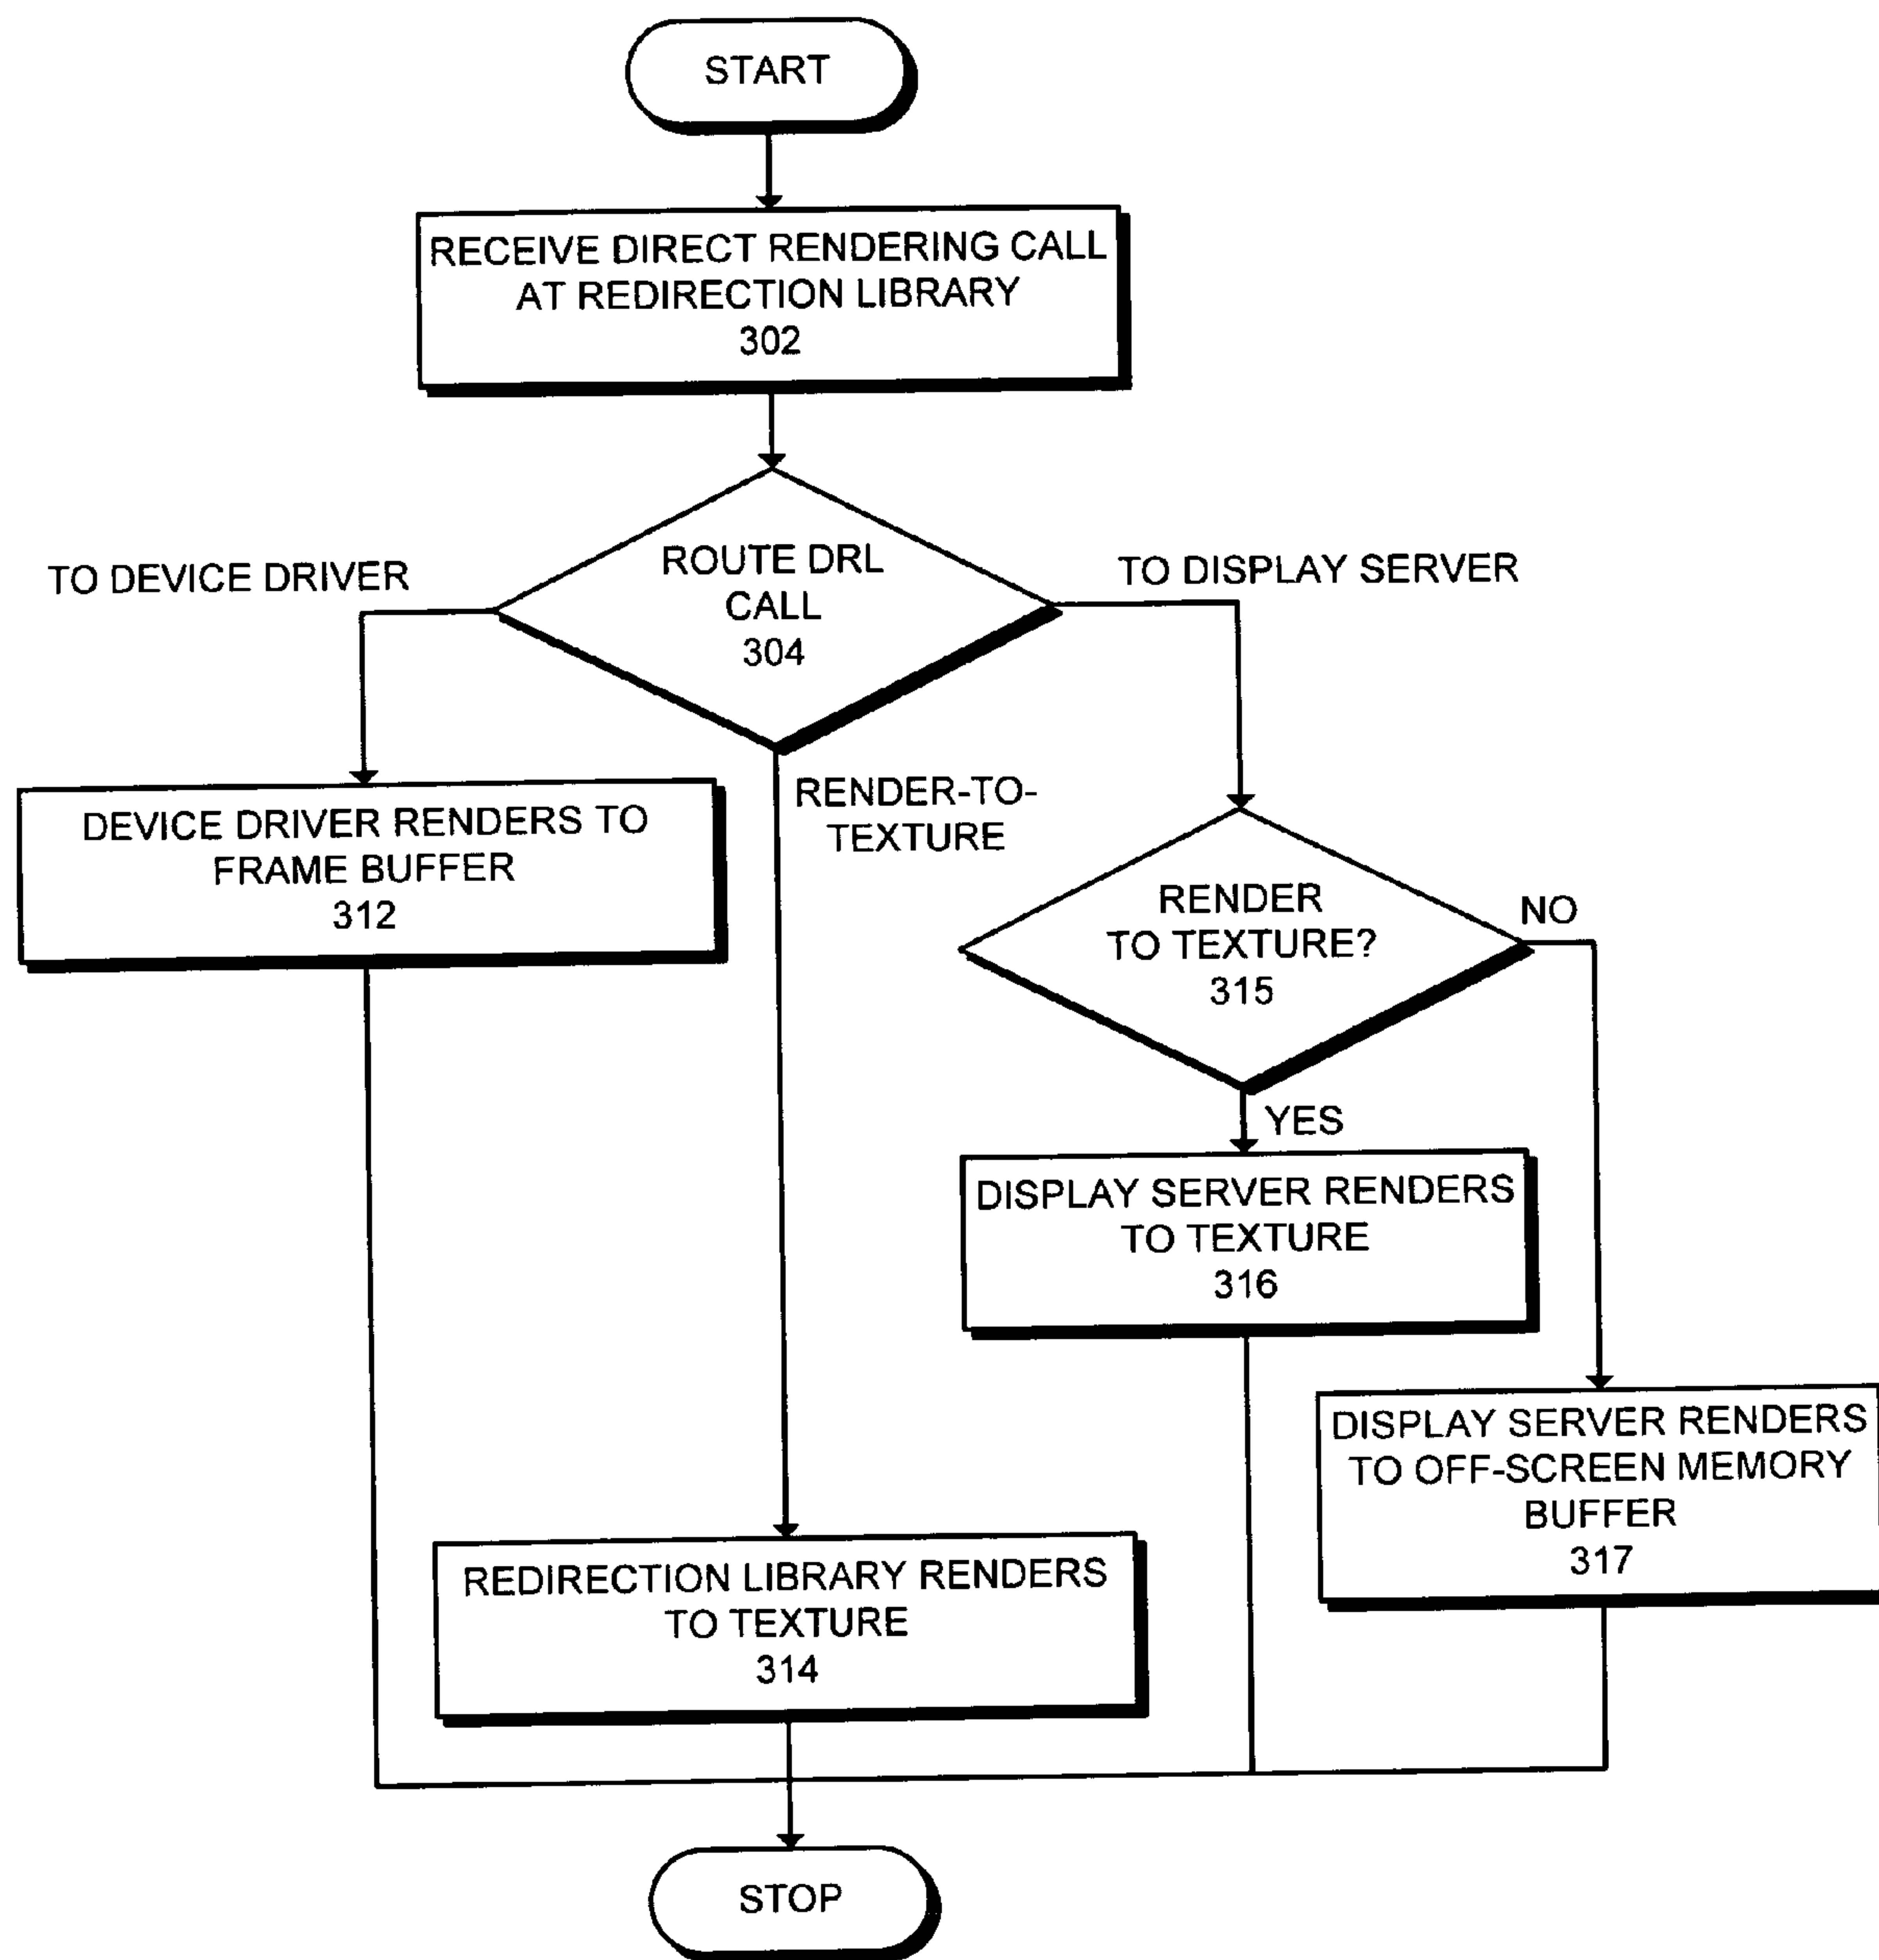 START
RECEIVE DIRECT RENDERING CALL
AT REDIRECTION LIBRARY
302
ROUTE DRL
CALL
304
TO DEVICE DRIVER
TO DISPLAY SERVER
RENDER-TO-
TEXTURE
DEVICE DRIVER RENDERS TO
FRAME BUFFER
312
RENDER
TO TEXTURE?
315
NO
YES
DISPLAY SERVER RENDERS
TO TEXTURE
316
DISPLAY SERVER RENDERS
TO OFF-SCREEN MEMORY
BUFFER
317
REDIRECTION LIBRARY RENDERS
TO TEXTURE
314
STOP